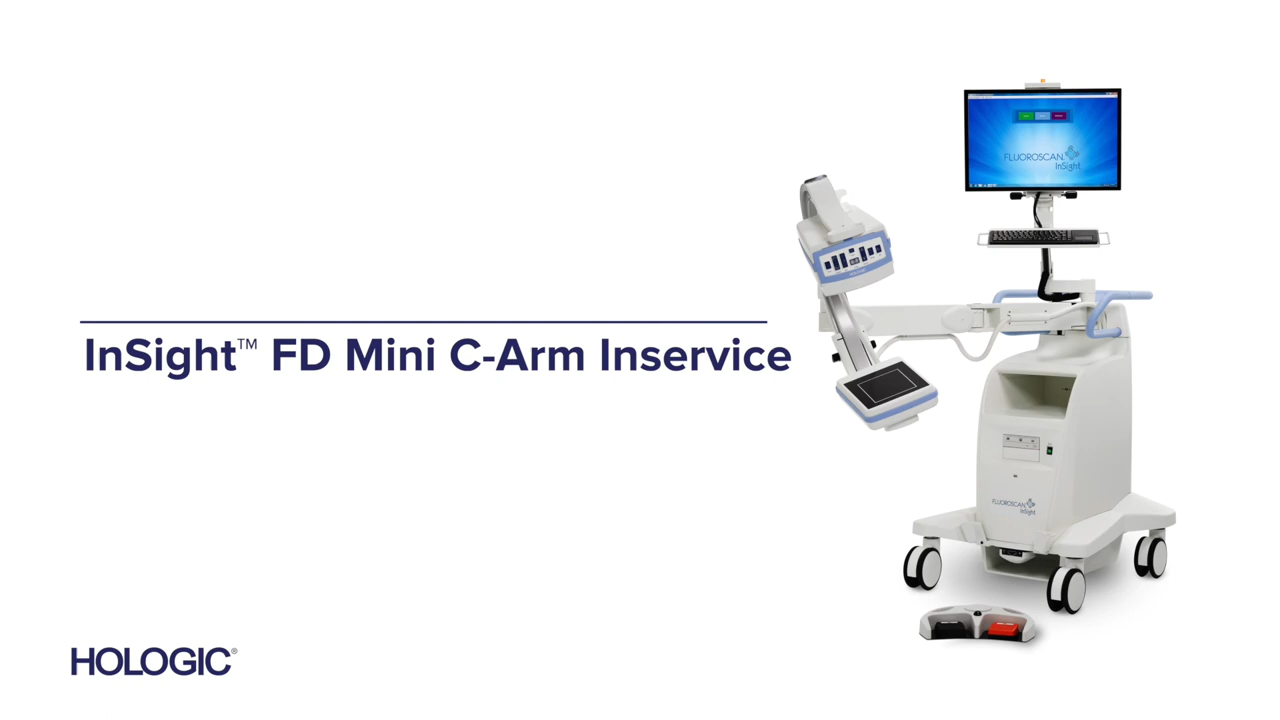 InSight™ FD Mini C-Arm Inservice
HOLOGIC®
FLUOROSCAN
InSight
FLUOROSCAN
InSight